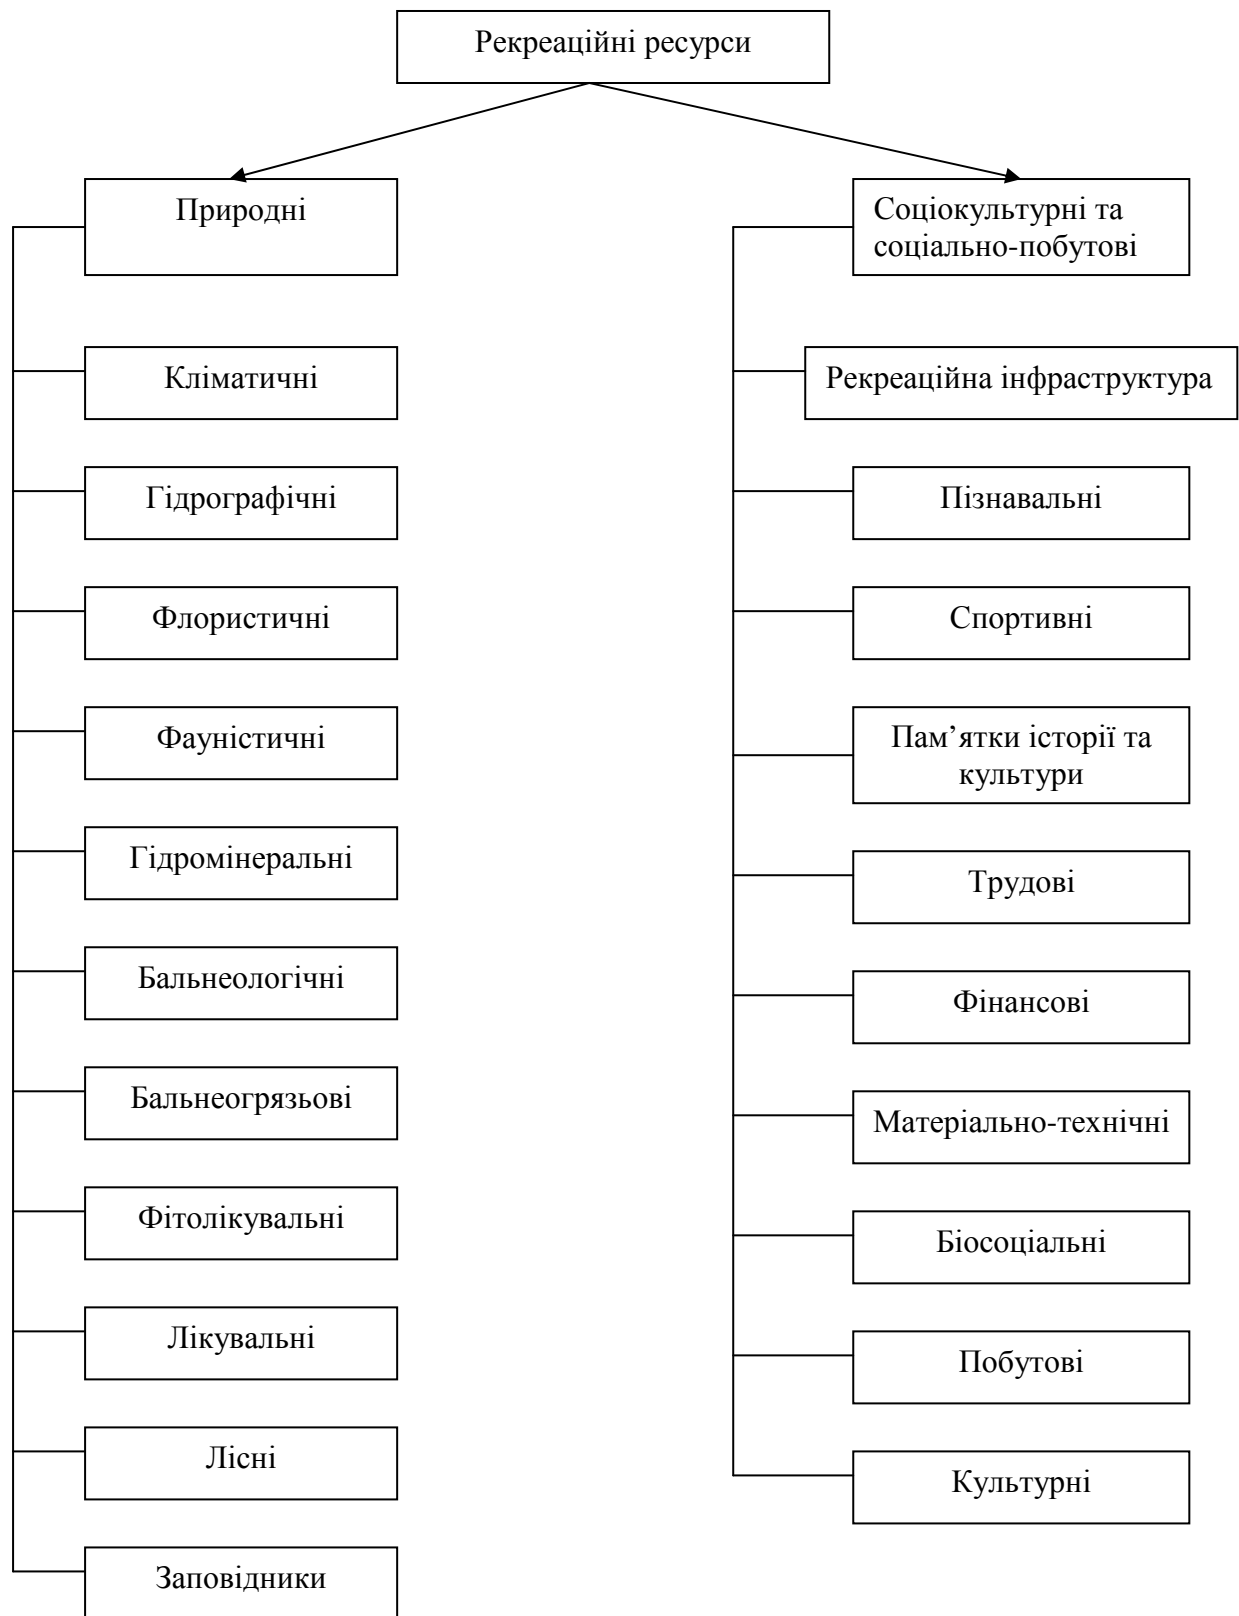 Рекреаційні ресурси
Природні
Кліматичні
Гідрографічні
Флористичні
Фауністичні
Гідромінеральні
Бальнеологічні
Бальнеогрязьові
Фітолікувальні
Лікувальні
Лісні
Заповідники
Соціокультурні та
соціально-побутові
Рекреаційна інфраструктура
Пізнавальні
Спортивні
Пам’ятки історії та
культури
Трудові
Фінансові
Матеріально-технічні
Біосоціальні
Побутові
Культурні